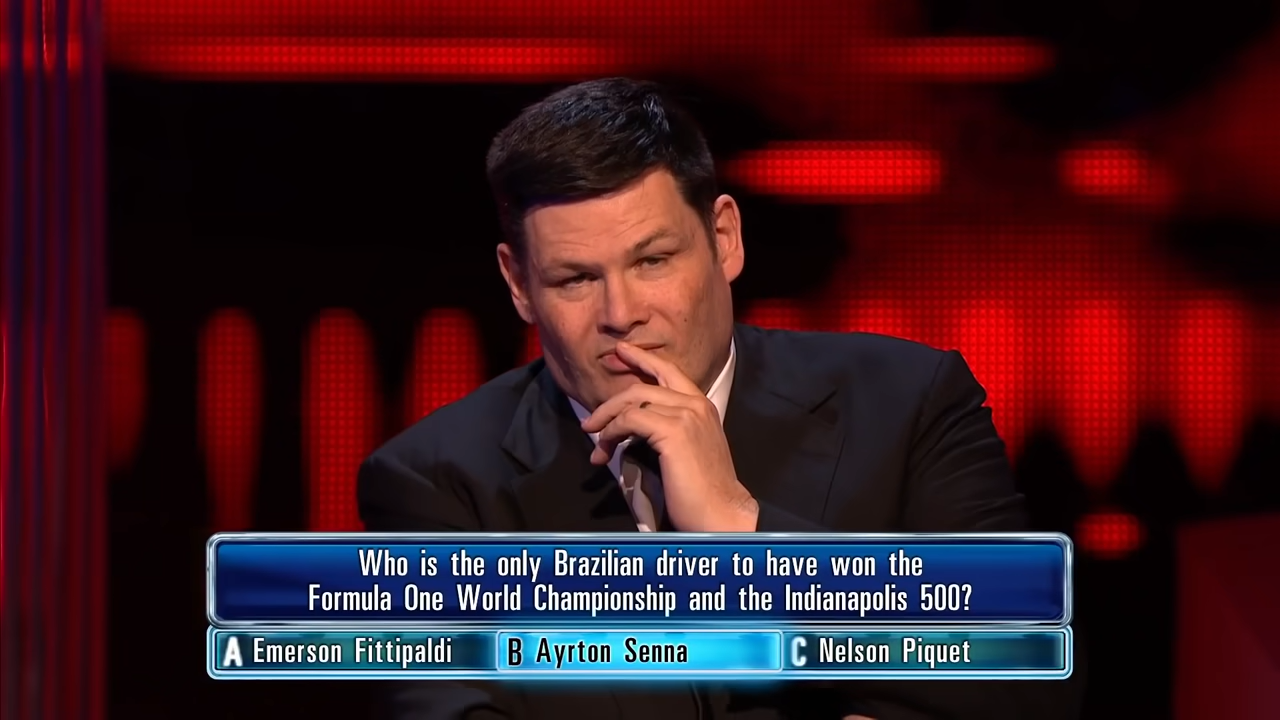 Who is the only Brazilian driver to have won the
Formula One World Championship and the Indianapolis 500?
A Emerson Fittipaldi B Ayrton Senna C Nelson Piquet